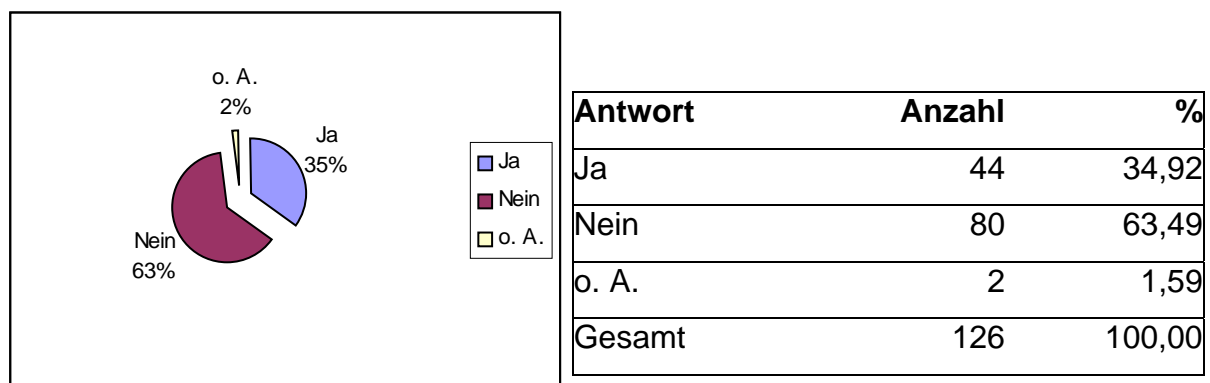 o. A.
2%
Ja
35%
Nein
63%
Ja
Nein
o. A.
Antwort Anzahl %
Ja 44 34,92
Nein 80 63,49
o. A. 2 1,59
Gesamt 126 100,00